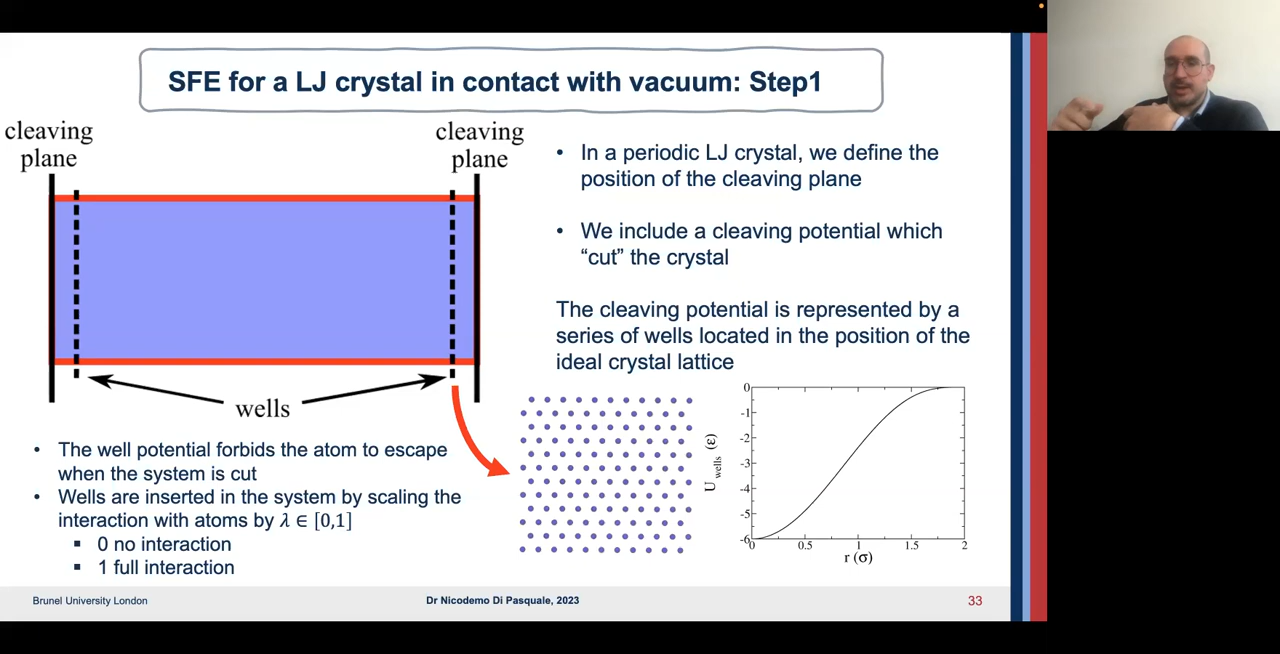 SFE for a LJ crystal in contact with vacuum: Step1
cleaving
plane
cleaving
plane
wells
• In a periodic LJ crystal, we define the
position of the cleaving plane
• We include a cleaving potential which
“cut” the crystal
The cleaving potential is represented by a
series of wells located in the position of the
ideal crystal lattice
• The well potential forbids the atom to escape
when the system is cut
• Wells are inserted in the system by scaling the
interaction with atoms by λ ∈ [0,1]
▪ 0 no interaction
▪ 1 full interaction
U wells (ε)
0
-1
-2
-3
-4
-5
-6
0 0.5 1 1.5 2
r (σ)
Brunel University London
Dr Nicodemo Di Pasquale, 2023
33